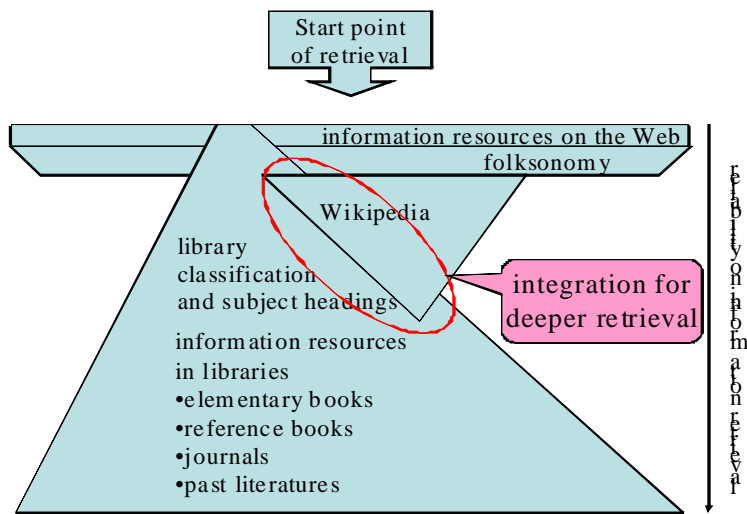 Start point
of retrieval
information resources on the Web
folksonomy
Wikipedia
library
classification
and subject headings
integration for
deeper retrieval
information resources
in libraries
•elementary books
•reference books
•journals
•past literatures
reliability information retrieval